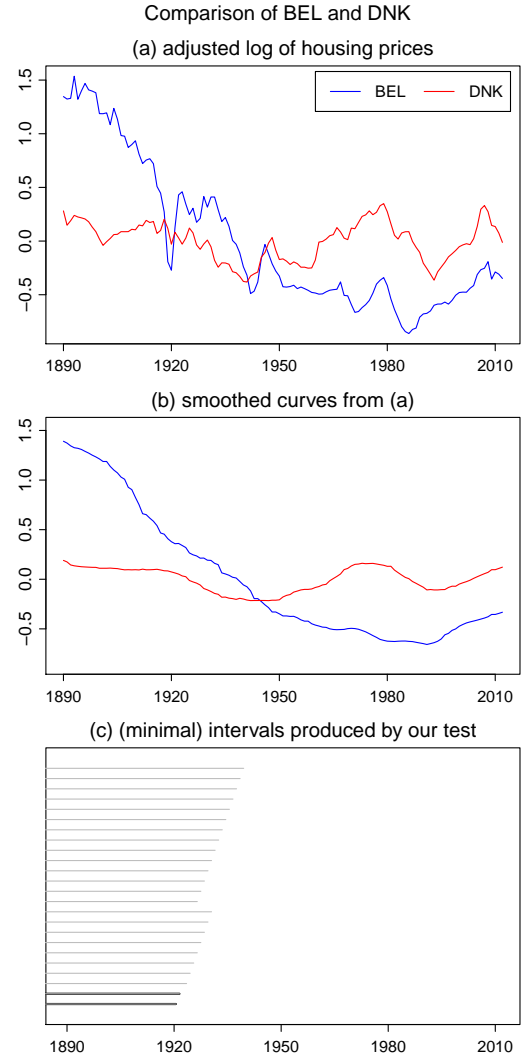 Comparison of BEL and DNK
(a) adjusted log of housing prices
BEL DNK
1.5
1.0
0.5
0.0
−0.5
1890 1920 1950 1980 2010
(b) smoothed curves from (a)
1.5
1.0
0.5
0.0
−0.5
1890 1920 1950 1980 2010
(c) (minimal) intervals produced by our test
1890 1920 1950 1980 2010